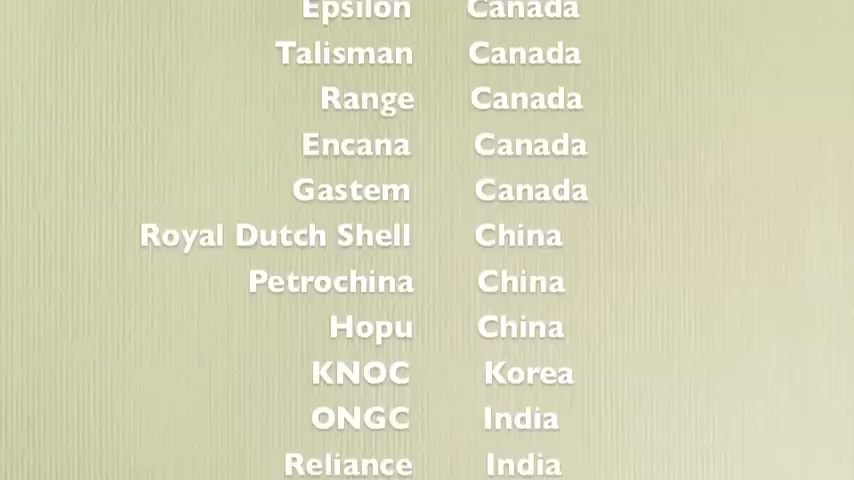 Epsilon Canada
Talisman Canada
Range Canada
Encana Canada
Gastem Canada
Royal Dutch Shell China
Petrochina China
Hopu China
KNOC Korea
ONGC India
Reliance India